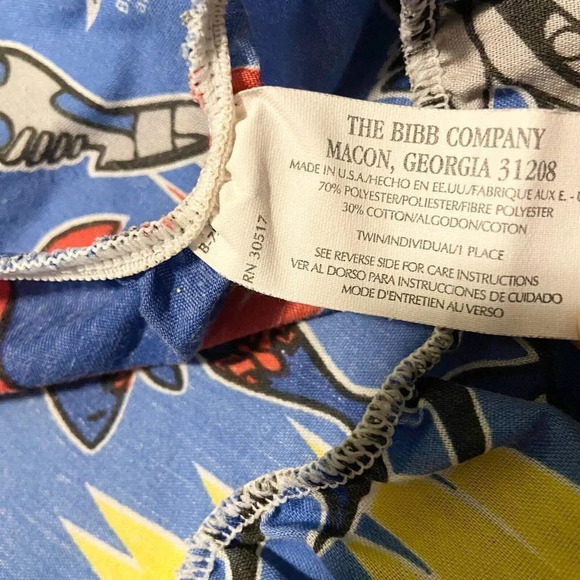 THE BIBB COMPANY
MACON, GEORGIA 31208
MADE IN U.S.A./HECHO EN EE.UU/FABRIQUE AUX E. -
70% POLYESTER/POLIESTER/FIBRE POLYESTER
30% COTTON/ALGODON/COTON
TWIN/INDIVIDUAL/1 PLACE
SEE REVERSE SIDE FOR CARE INSTRUCTIONS
VER AL DORSO PARA INSTRUCCIONES DE CUIDADO
MODE D'ENTRETIEN AU VERSO
RN 30517